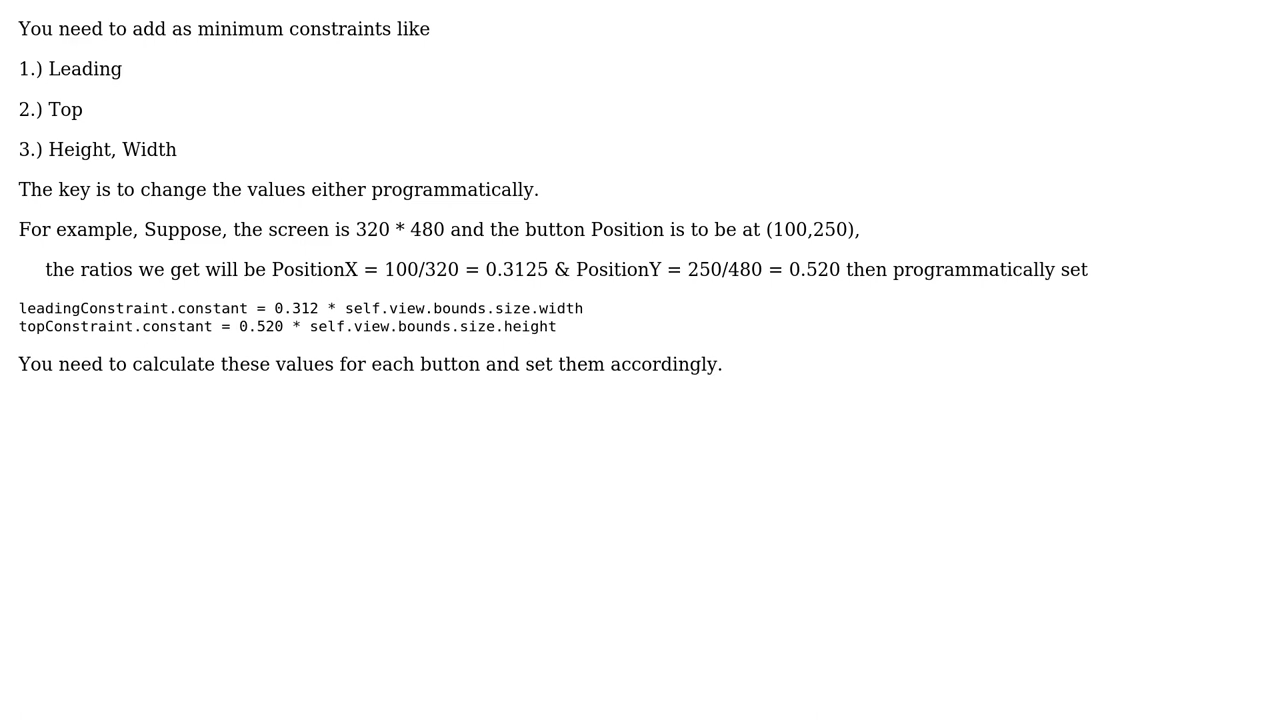 You need to add as minimum constraints like
1.) Leading
2.) Top
3.) Height, Width
The key is to change the values either programmatically.
For example, Suppose, the screen is 320 * 480 and the button Position is to be at (100,250),
the ratios we get will be PositionX = 100/320 = 0.3125 & PositionY = 250/480 = 0.520 then programmatically set
leadingConstraint.constant = 0.312 * self.view.bounds.size.width
topConstraint.constant = 0.520 * self.view.bounds.size.height
You need to calculate these values for each button and set them accordingly.